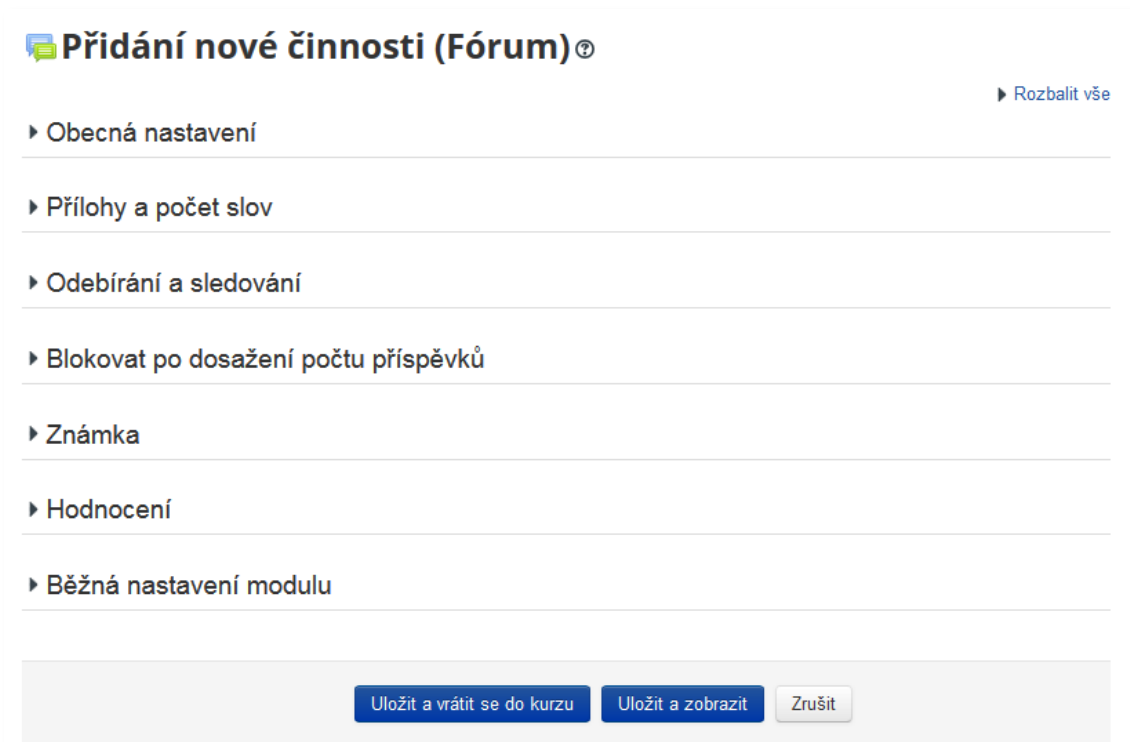 Přidání nové činnosti (Fórum)
Rozbalit vše
Obecná nastavení
Přílohy a počet slov
Odebírání a sledování
Blokovat po dosažení počtu příspěvků
Známka
Hodnocení
Běžná nastavení modulu
Uložit a vrátit se do kurzu Uložit a zobrazit Zrušit